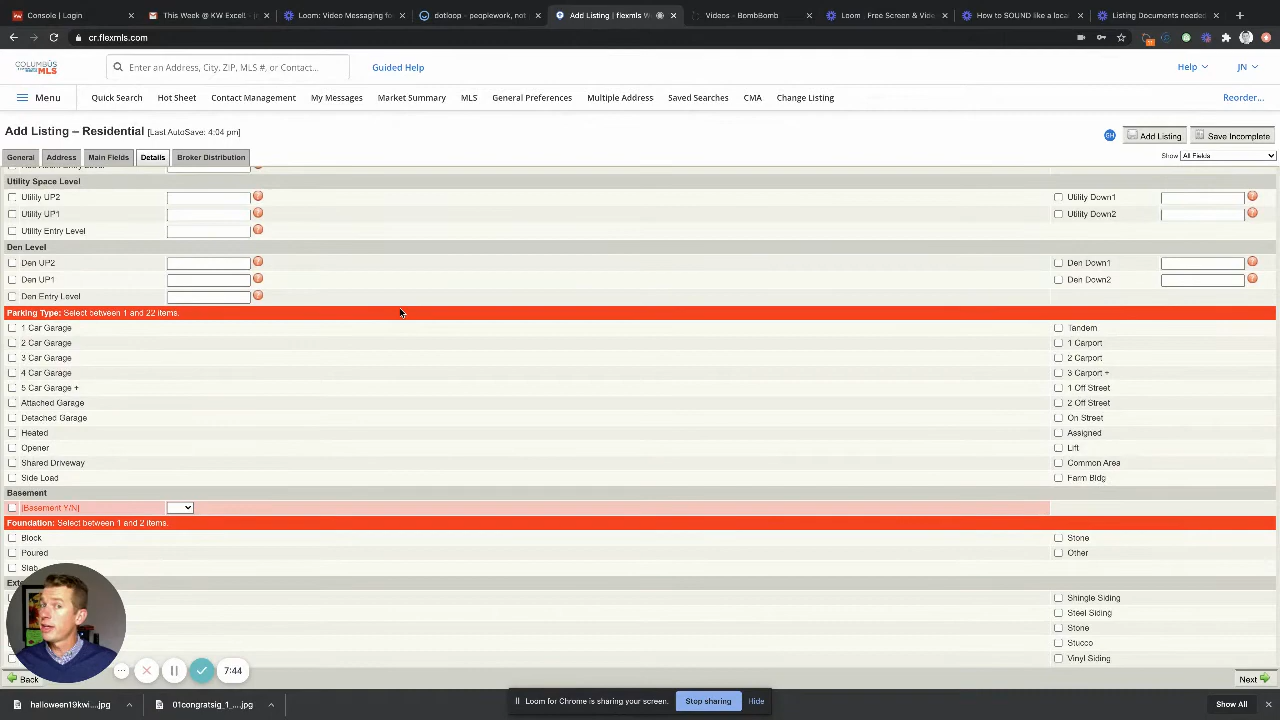 Console | Login
This Week @ KW Excel! - (
Loom: Video Messaging fo
dotloop - peoplework, not
Add Listing | flexmls W
Videos - BombBomb
Loom - Free Screen & Vide
How to SOUND like a local
Listing Documents needed
cr.flexmls.com
COLUMBUS REALTORS MLS
Enter an Address, City, ZIP, MLS #, or Contact...
Guided Help
Help
JN
Menu
Quick Search
Hot Sheet
Contact Management
My Messages
Market Summary
MLS
General Preferences
Multiple Address
Saved Searches
CMA
Change Listing
Reorder...
Add Listing – Residential [Last AutoSave: 4:04 pm]
Add Listing
Save Incomplete
General
Address
Main Fields
Details
Broker Distribution
Show All Fields
Utility Space Level
Utility UP2
Utility Down1
Utility UP1
Utility Down2
Utility Entry Level
Den Level
Den UP2
Den Down1
Den UP1
Den Down2
Den Entry Level
Parking Type: Select between 1 and 22 items.
1 Car Garage
Tandem
2 Car Garage
1 Carport
3 Car Garage
2 Carport
4 Car Garage
3 Carport +
5 Car Garage +
1 Off Street
Attached Garage
2 Off Street
Detached Garage
On Street
Heated
Assigned
Opener
Lift
Shared Driveway
Common Area
Side Load
Farm Bldg
Basement
[Basement Y/N]
Foundation: Select between 1 and 2 items.
Block
Stone
Poured
Other
Slab
Exte
Shingle Siding
Steel Siding
Stone
Stucco
Vinyl Siding
7:44
Back
Next
halloween19kwi....jpg
01congratsig_1_....jpg
Loom for Chrome is sharing your screen.
Stop sharing
Hide
Show All